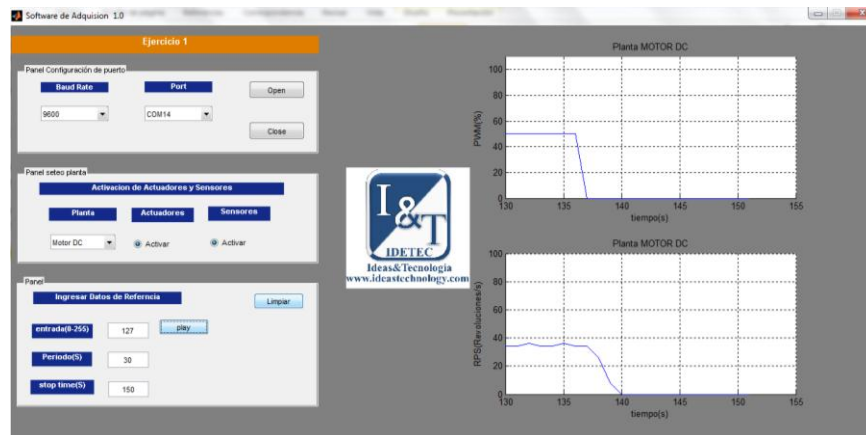 Software de Adquision 1.0
Ejercicio 1
Panel Configuración de puerto
Baud Rate
Port
Open
9600
COM14
Close
Panel seteo planta
Activacion de Actuadores y Sensores
Planta
Actuadores
Sensores
Motor DC
Activar
Activar
Panel
Ingresar Datos de Referncia
Limpiar
entrada(0-255)
127
play
Periodo(S)
30
stop time(S)
150
I&T
IDETEC
Ideas&Tecnología
www.ideastechnology.com
Planta MOTOR DC
PWM(%)
100
80
60
40
20
0
130 135 140 145 150 155
tiempo(s)
Planta MOTOR DC
RPS(Revoluciones/s)
100
80
60
40
20
0
130 135 140 145 150 155
tiempo(s)